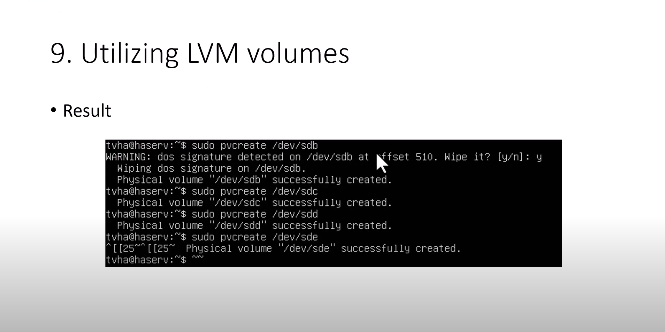 9. Utilizing LVM volumes
• Result
tvha@haserv:~$ sudo pvcreate /dev/sdb
WARNING: dos signature detected on /dev/sdb at offset 510. Wipe it? [y/n]: y
Wiping dos signature on /dev/sdb.
Physical volume "/dev/sdb" successfully created.
tvha@haserv:~$ sudo pvcreate /dev/sdc
Physical volume "/dev/sdc" successfully created.
tvha@haserv:~$ sudo pvcreate /dev/sdd
Physical volume "/dev/sdd" successfully created.
tvha@haserv:~$ sudo pvcreate /dev/sde
^[[25~^[[25~ Physical volume "/dev/sde" successfully created.
tvha@haserv:~$ ~~